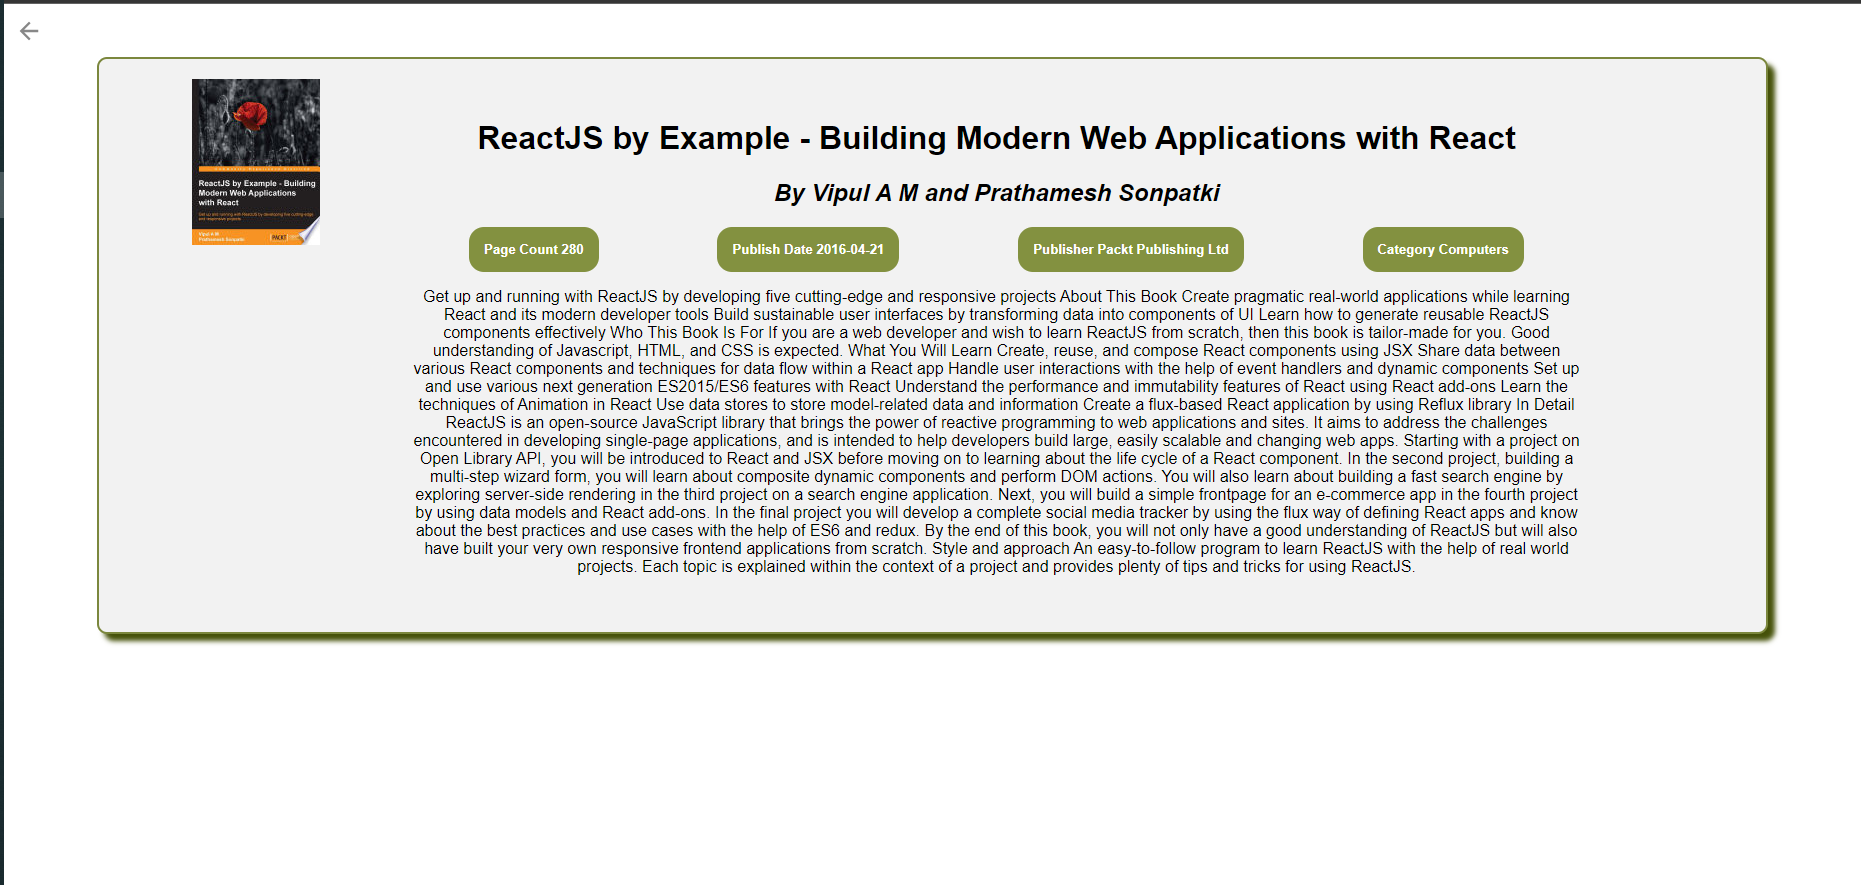 ReactJS by Example - Building Modern Web Applications with React
By Vipul A M and Prathamesh Sonpatki
ReactJS by Example - Building
Modern Web Applications
with React
Get up and running with ReactJS by developing five cutting-edge
and responsive projects
Vipul A M
Prathamesh Sonpatki
PACKT
Page Count 280
Publish Date 2016-04-21
Publisher Packt Publishing Ltd
Category Computers
Get up and running with ReactJS by developing five cutting-edge and responsive projects About This Book Create pragmatic real-world applications while learning
React and its modern developer tools Build sustainable user interfaces by transforming data into components of UI Learn how to generate reusable ReactJS
components effectively Who This Book Is For If you are a web developer and wish to learn ReactJS from scratch, then this book is tailor-made for you. Good
understanding of Javascript, HTML, and CSS is expected. What You Will Learn Create, reuse, and compose React components using JSX Share data between
various React components and techniques for data flow within a React app Handle user interactions with the help of event handlers and dynamic components Set up
and use various next generation ES2015/ES6 features with React Understand the performance and immutability features of React using React add-ons Learn the
techniques of Animation in React Use data stores to store model-related data and information Create a flux-based React application by using Reflux library In Detail
ReactJS is an open-source JavaScript library that brings the power of reactive programming to web applications and sites. It aims to address the challenges
encountered in developing single-page applications, and is intended to help developers build large, easily scalable and changing web apps. Starting with a project on
Open Library API, you will be introduced to React and JSX before moving on to learning about the life cycle of a React component. In the second project, building a
multi-step wizard form, you will learn about composite dynamic components and perform DOM actions. You will also learn about building a fast search engine by
exploring server-side rendering in the third project on a search engine application. Next, you will build a simple frontpage for an e-commerce app in the fourth project
by using data models and React add-ons. In the final project you will develop a complete social media tracker by using the flux way of defining React apps and know
about the best practices and use cases with the help of ES6 and redux. By the end of this book, you will not only have a good understanding of ReactJS but will also
have built your very own responsive frontend applications from scratch. Style and approach An easy-to-follow program to learn ReactJS with the help of real world
projects. Each topic is explained within the context of a project and provides plenty of tips and tricks for using ReactJS.